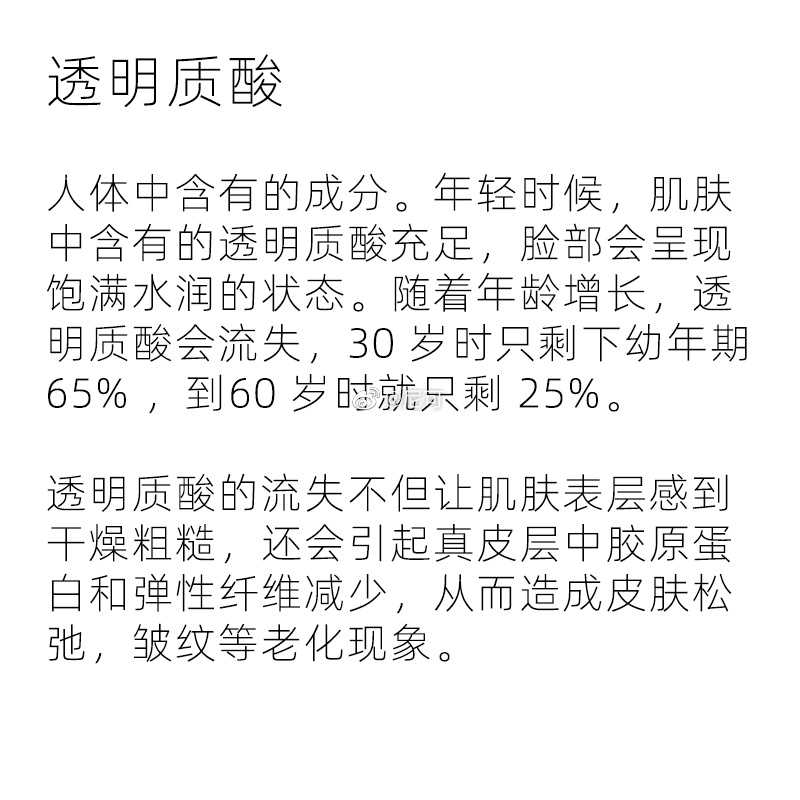 透明质酸
人体中含有的成分。年轻时候，肌肤
中含有的透明质酸充足，脸部会呈现
饱满水润的状态。随着年龄增长，透
明质酸会流失，30 岁时只剩下幼年期
65% ，到60 岁时就只剩 25%。
透明质酸的流失不但让肌肤表层感到
干燥粗糙，还会引起真皮层中胶原蛋
白和弹性纤维减少，从而造成皮肤松
弛，皱纹等老化现象。